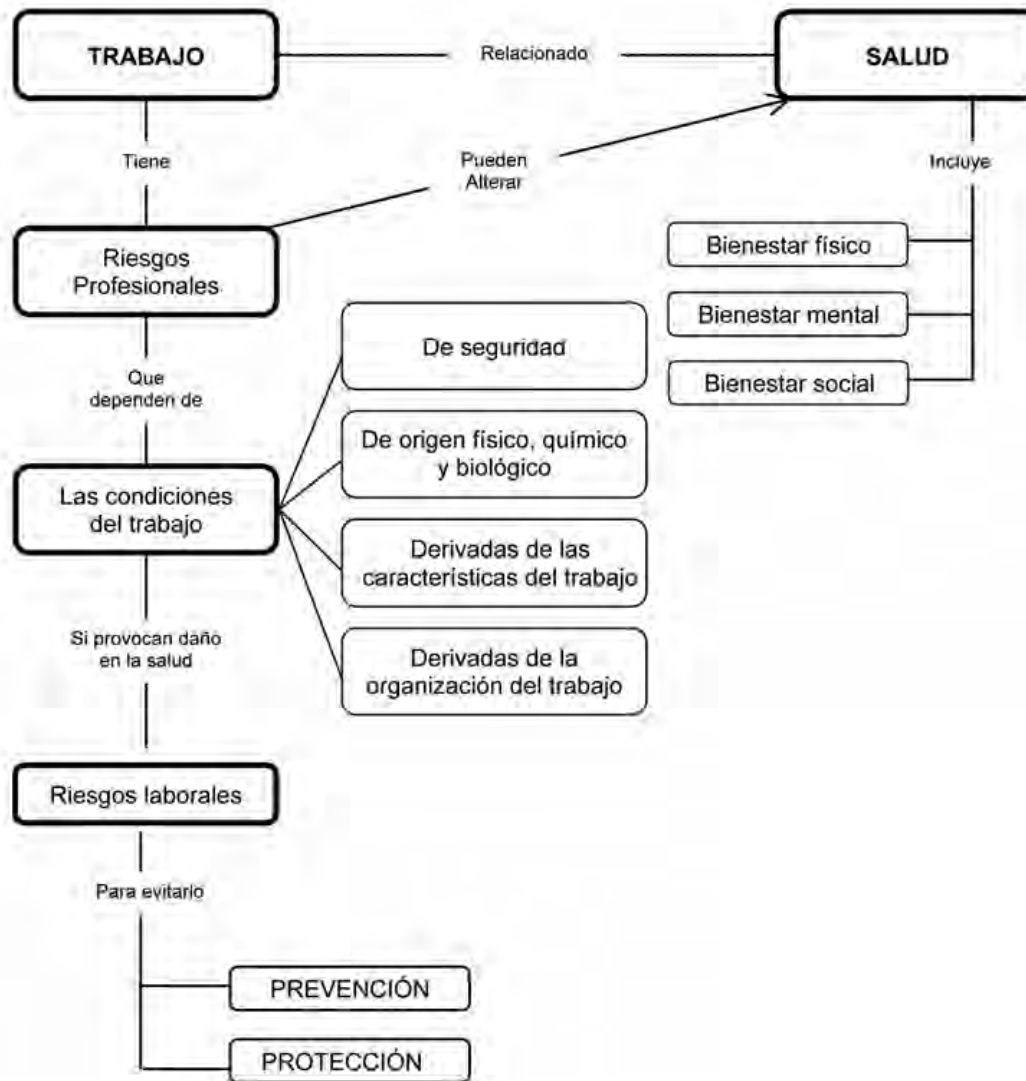 TRABAJO
Relacionado
SALUD
Tiene
Pueden
Alterar
Incluye
Riesgos
Profesionales
Bienestar físico
Bienestar mental
Bienestar social
De seguridad
Que
dependen de
De origen físico, químico
y biológico
Las condiciones
del trabajo
Derivadas de las
características del trabajo
Si provocan daño
en la salud
Derivadas de la
organización del trabajo
Riesgos laborales
Para evitarlo
PREVENCIÓN
PROTECCIÓN